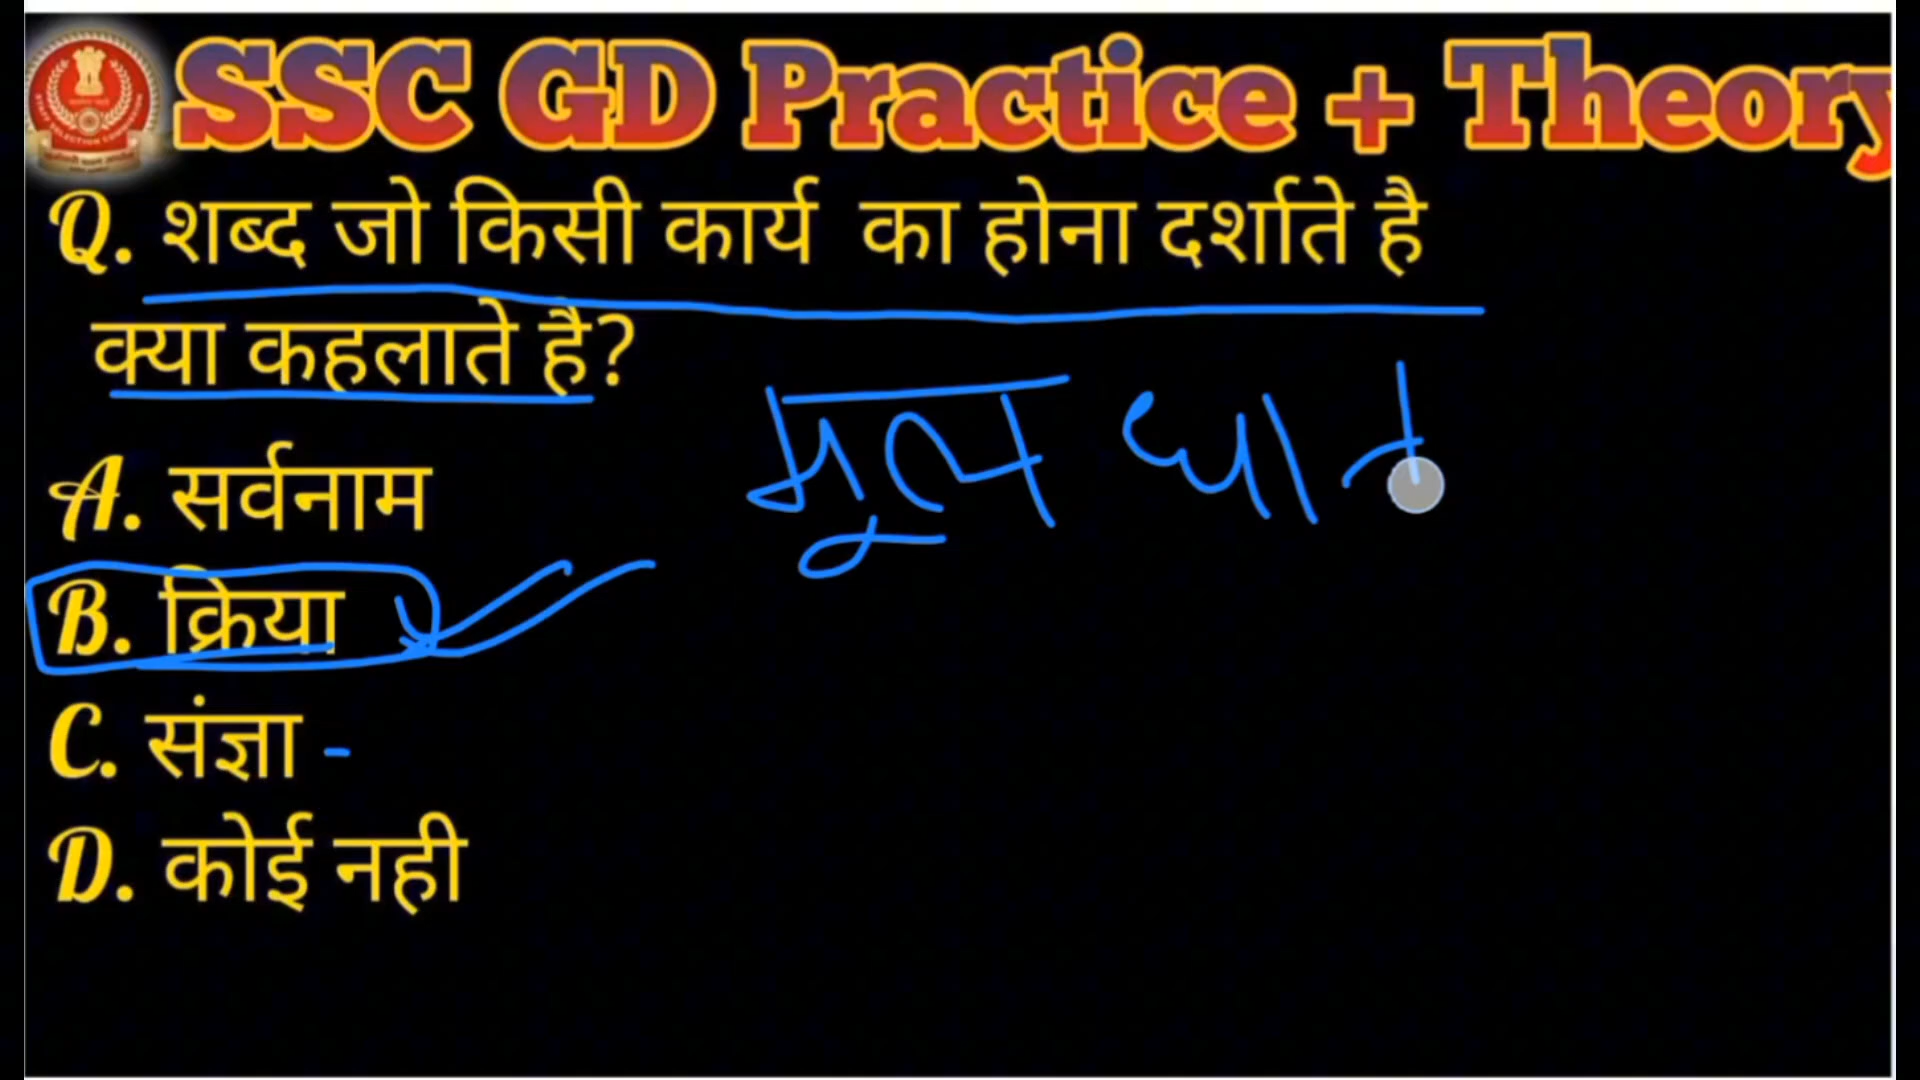 SSC GD Practice + Theory
Q. शब्द जो किसी कार्य का होना दर्शाते है
क्या कहलाते है?
मूल धात
A. सर्वनाम
B. क्रिया
C. संज्ञा -
D. कोई नही